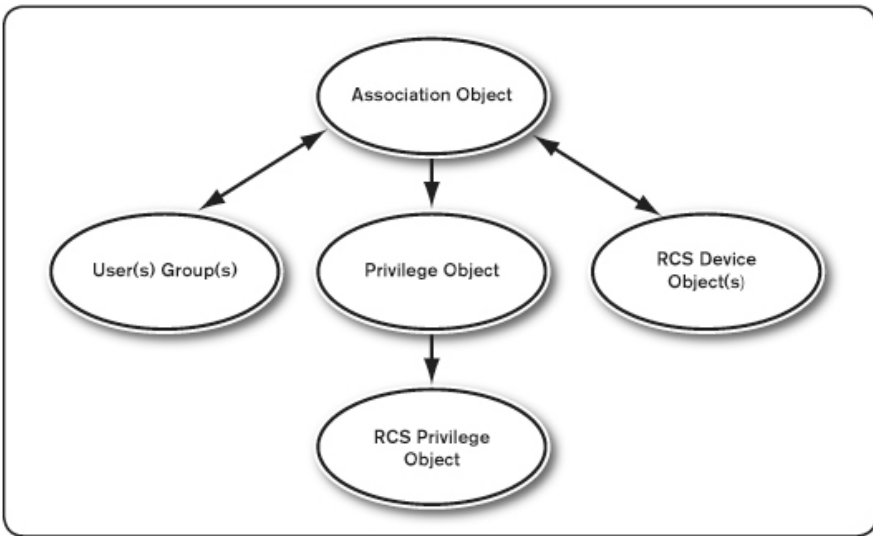 Association Object
User(s) Group(s)
Privilege Object
RCS Device
Object(s)
RCS Privilege
Object